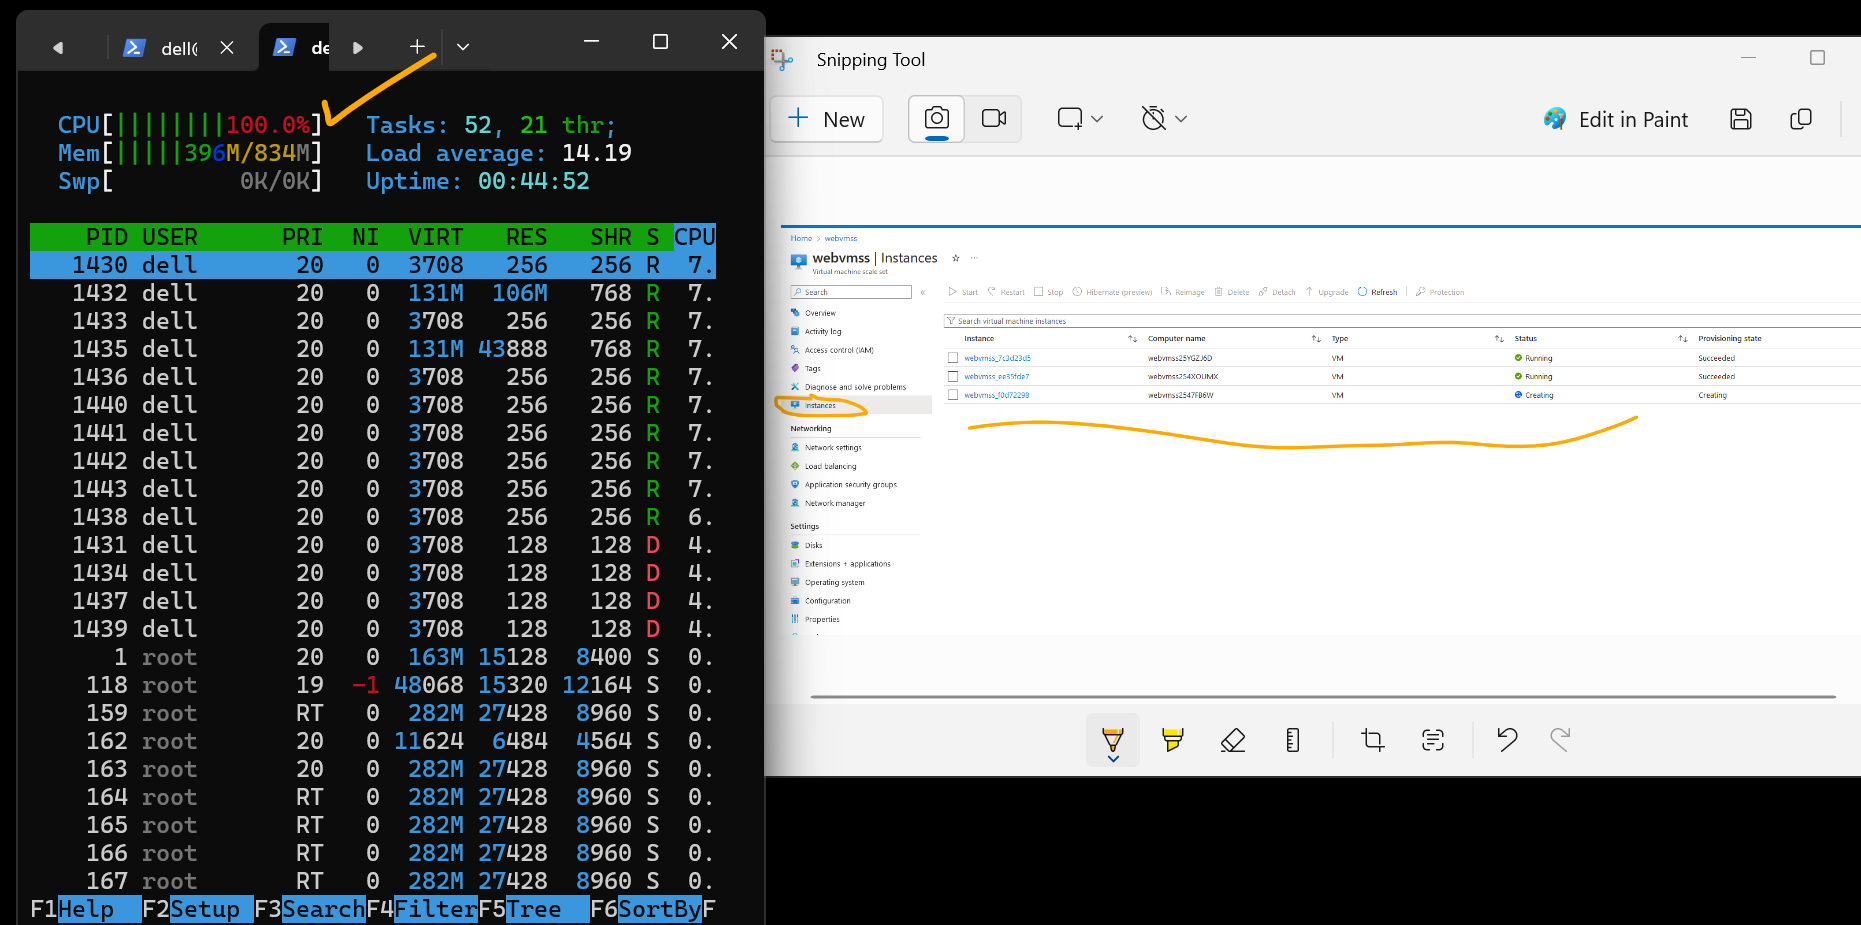 dell@
de
CPU[||||||||100.0%] Tasks: 52, 21 thr;
Mem[|||||396M/834M] Load average: 14.19
Swp[ 0K/0K] Uptime: 00:44:52
PID USER PRI NI VIRT RES SHR S CPU
1430 dell 20 0 3708 256 256 R 7.
1432 dell 20 0 131M 106M 768 R 7.
1433 dell 20 0 3708 256 256 R 7.
1435 dell 20 0 131M 43888 768 R 7.
1436 dell 20 0 3708 256 256 R 7.
1440 dell 20 0 3708 256 256 R 7.
1441 dell 20 0 3708 256 256 R 7.
1442 dell 20 0 3708 256 256 R 7.
1443 dell 20 0 3708 256 256 R 7.
1438 dell 20 0 3708 256 256 R 6.
1431 dell 20 0 3708 128 128 D 4.
1434 dell 20 0 3708 128 128 D 4.
1437 dell 20 0 3708 128 128 D 4.
1439 dell 20 0 3708 128 128 D 4.
1 root 20 0 163M 15128 8400 S 0.
118 root 19 -1 48068 15320 12164 S 0.
159 root RT 0 282M 27428 8960 S 0.
162 root 20 0 11624 6484 4564 S 0.
163 root 20 0 282M 27428 8960 S 0.
164 root RT 0 282M 27428 8960 S 0.
165 root RT 0 282M 27428 8960 S 0.
166 root RT 0 282M 27428 8960 S 0.
167 root RT 0 282M 27428 8960 S 0.
F1Help F2Setup F3SearchF4FilterF5Tree F6SortByF
Snipping Tool
New
Edit in Paint
Home > webvmss
webvmss | Instances
Virtual machine scale set
Search
Start Restart Stop Hibernate (preview) Reimage Delete Detach Upgrade Refresh Protection
Overview
Activity log
Access control (IAM)
Tags
Diagnose and solve problems
Instances
Networking
Network settings
Load balancing
Application security groups
Network manager
Settings
Disks
Extensions + applications
Operating system
Configuration
Properties
Search virtual machine instances
Instance Computer name Type Status Provisioning state
webvmss_7c3d23d5 webvmss25YGZJ6D VM Running Succeeded
webvmss_ee35fde7 webvmss254XOUMX VM Running Succeeded
webvmss_f0d72298 webvmss2547FB6W VM Creating Creating